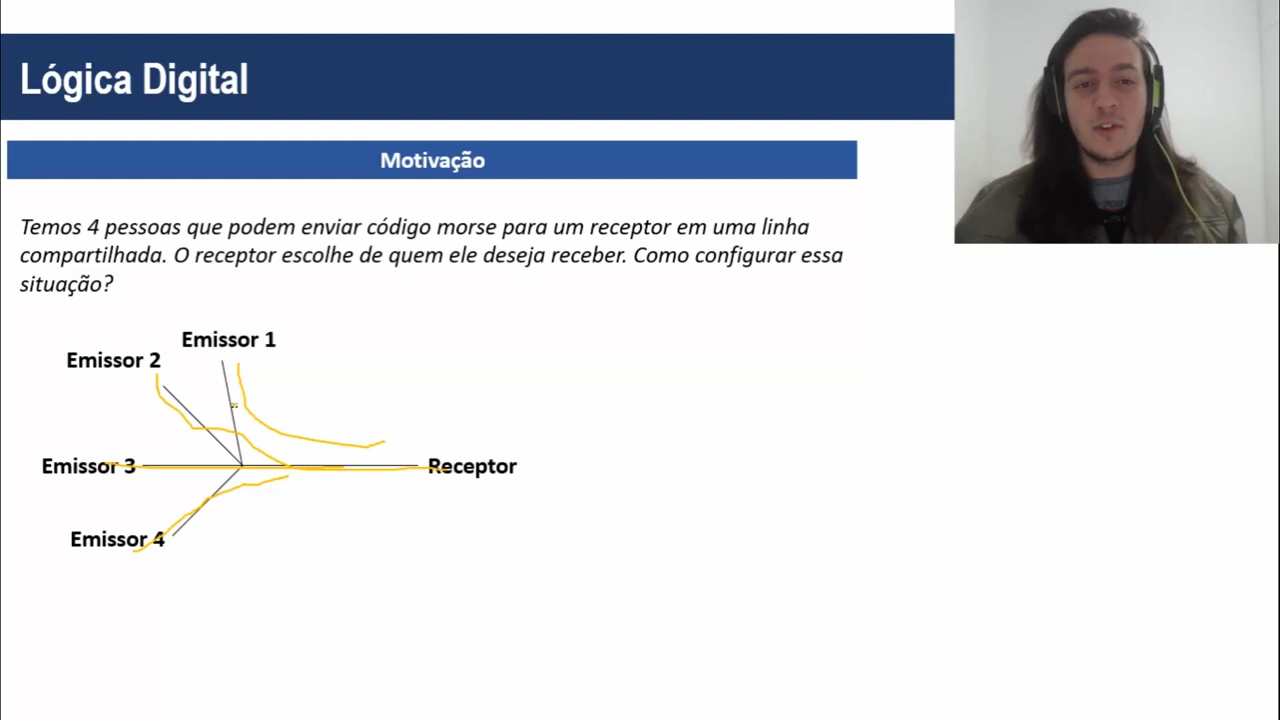 Lógica Digital
Motivação
Temos 4 pessoas que podem enviar código morse para um receptor em uma linha
compartilhada. O receptor escolhe de quem ele deseja receber. Como configurar essa
situação?
Emissor 1
Emissor 2
Emissor 3
Receptor
Emissor 4